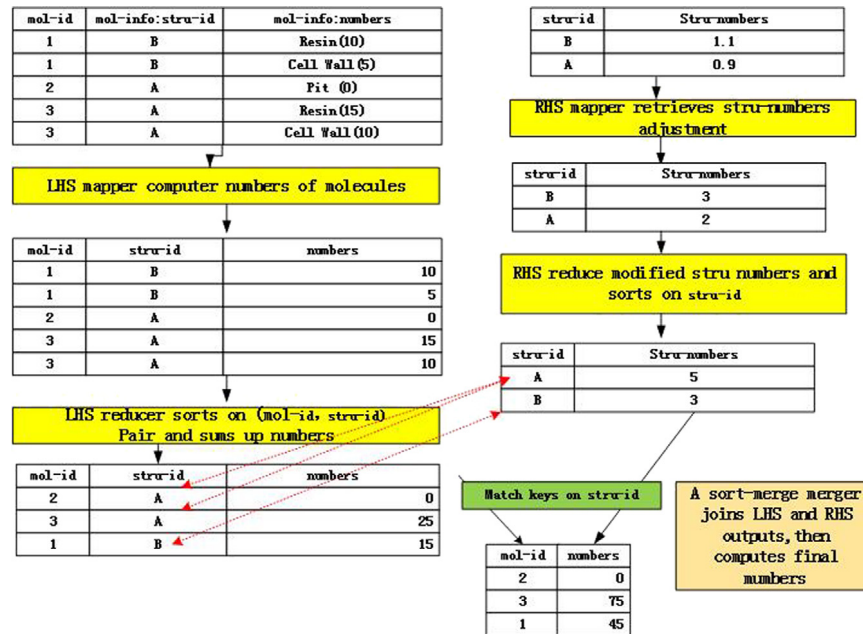 mol-id mol-info:stru-id mol-info:numbers
1 B Resin(10)
1 B Cell Wall(5)
2 A Pit (0)
3 A Resin(15)
3 A Cell Wall(10)
LHS mapper computer numbers of molecules
mol-id stru-id numbers
1 B 10
1 B 5
2 A 0
3 A 15
3 A 10
LHS reducer sorts on (mol-id, stru-id)
Pair and sums up numbers
mol-id stru-id numbers
2 A 0
3 A 25
1 B 15
stru-id Stru-numbers
B 1.1
A 0.9
RHS mapper retrieves stru-numbers
adjustment
stru-id Stru-numbers
B 3
A 2
RHS reduce modified stru numbers and
sorts on stru-id
stru-id Stru-numbers
A 5
B 3
Match keys on stru-id
mol-id numbers
2 0
3 75
1 45
A sort-merge merger
joins LHS and RHS
outputs,then
computes final
mumbers